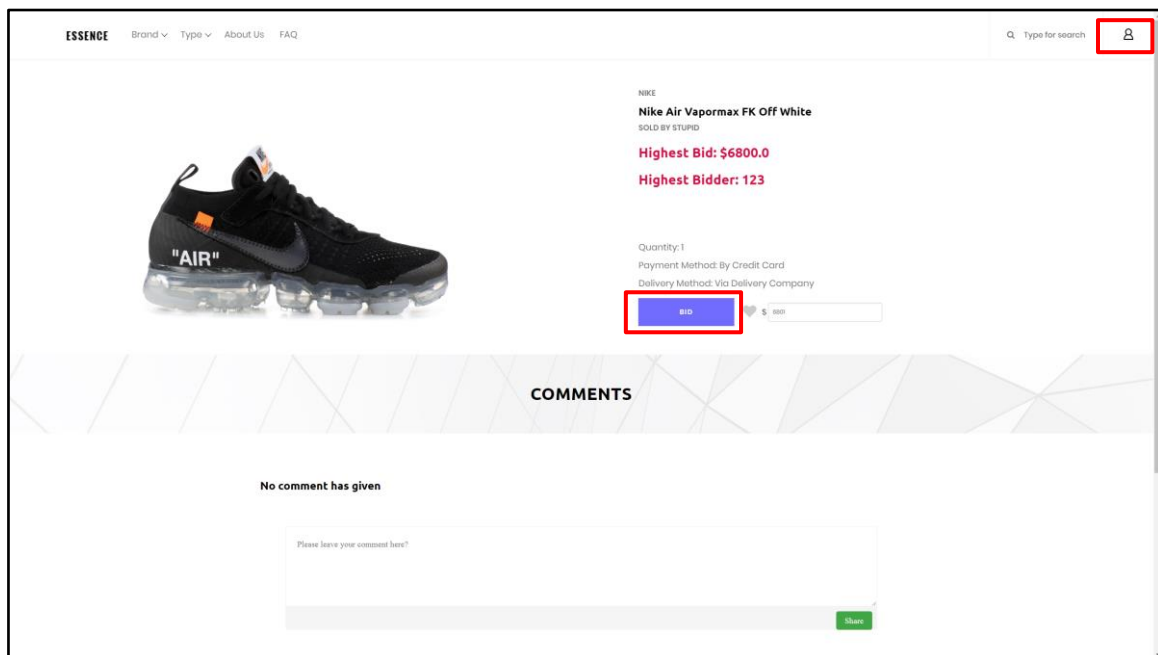 ESSENCE Brand Type About Us FAQ Type for search
NIKE
Nike Air Vapormax FK Off White
SOLD BY STUPID
Highest Bid: $6800.0
Highest Bidder: 123
"AIR"
Quantity: 1
Payment Method: By Credit Card
Delivery Method: Via Delivery Company
BID $ 6801
COMMENTS
No comment has given
Please leave your comment here?
Share